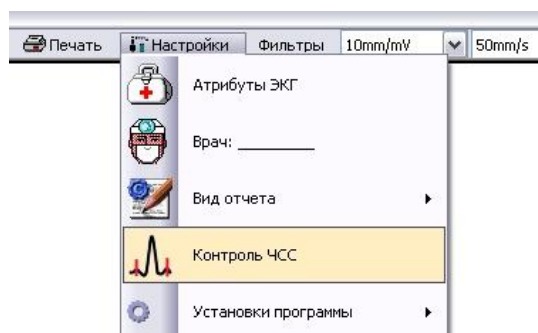 Печать Настройки Фильтры 10mm/mV 50mm/s
Атрибуты ЭКГ
Врач: ________
Вид отчета
Контроль ЧСС
Установки программы